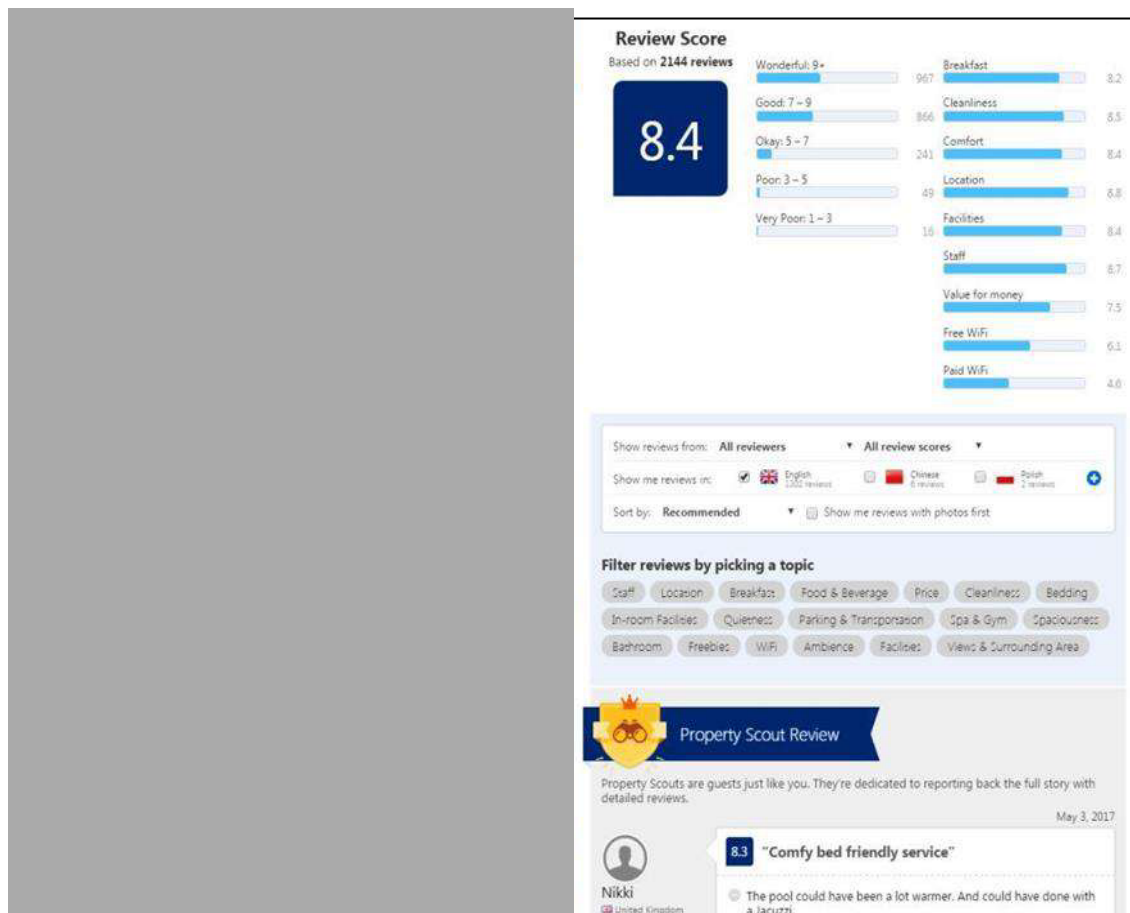 Review Score
Based on 2144 reviews
8.4
Wonderful: 9+
967
Good: 7 – 9
866
Okay: 5 – 7
241
Poor: 3 – 5
49
Very Poor: 1 – 3
16
Breakfast
8.2
Cleanliness
8.5
Comfort
8.4
Location
8.8
Facilities
8.4
Staff
8.7
Value for money
7.5
Free WiFi
6.1
Paid WiFi
4.6
Show reviews from: All reviewers All review scores
Show me reviews in: English Chinese Polish
6 reviews 2 reviews
Sort by: Recommended Show me reviews with photos first
Filter reviews by picking a topic
Staff Location Breakfast Food & Beverage Price Cleanliness Bedding
In-room Facilities Quietness Parking & Transportation Spa & Gym Spaciousness
Bathroom Freebies WiFi Ambience Facilities Views & Surrounding Area
Property Scout Review
Property Scouts are guests just like you. They're dedicated to reporting back the full story with
detailed reviews.
May 3, 2017
8.3 "Comfy bed friendly service"
Nikki
United Kingdom
The pool could have been a lot warmer. And could have done with
a Jacuzzi